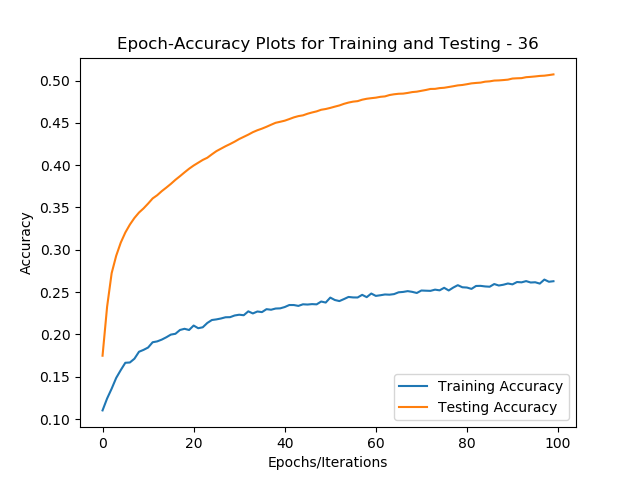 Epoch-Accuracy Plots for Training and Testing - 36
Accuracy
0.50
0.45
0.40
0.35
0.30
0.25
0.20
0.15
0.10
Training Accuracy
Testing Accuracy
0 20 40 60 80 100
Epochs/Iterations